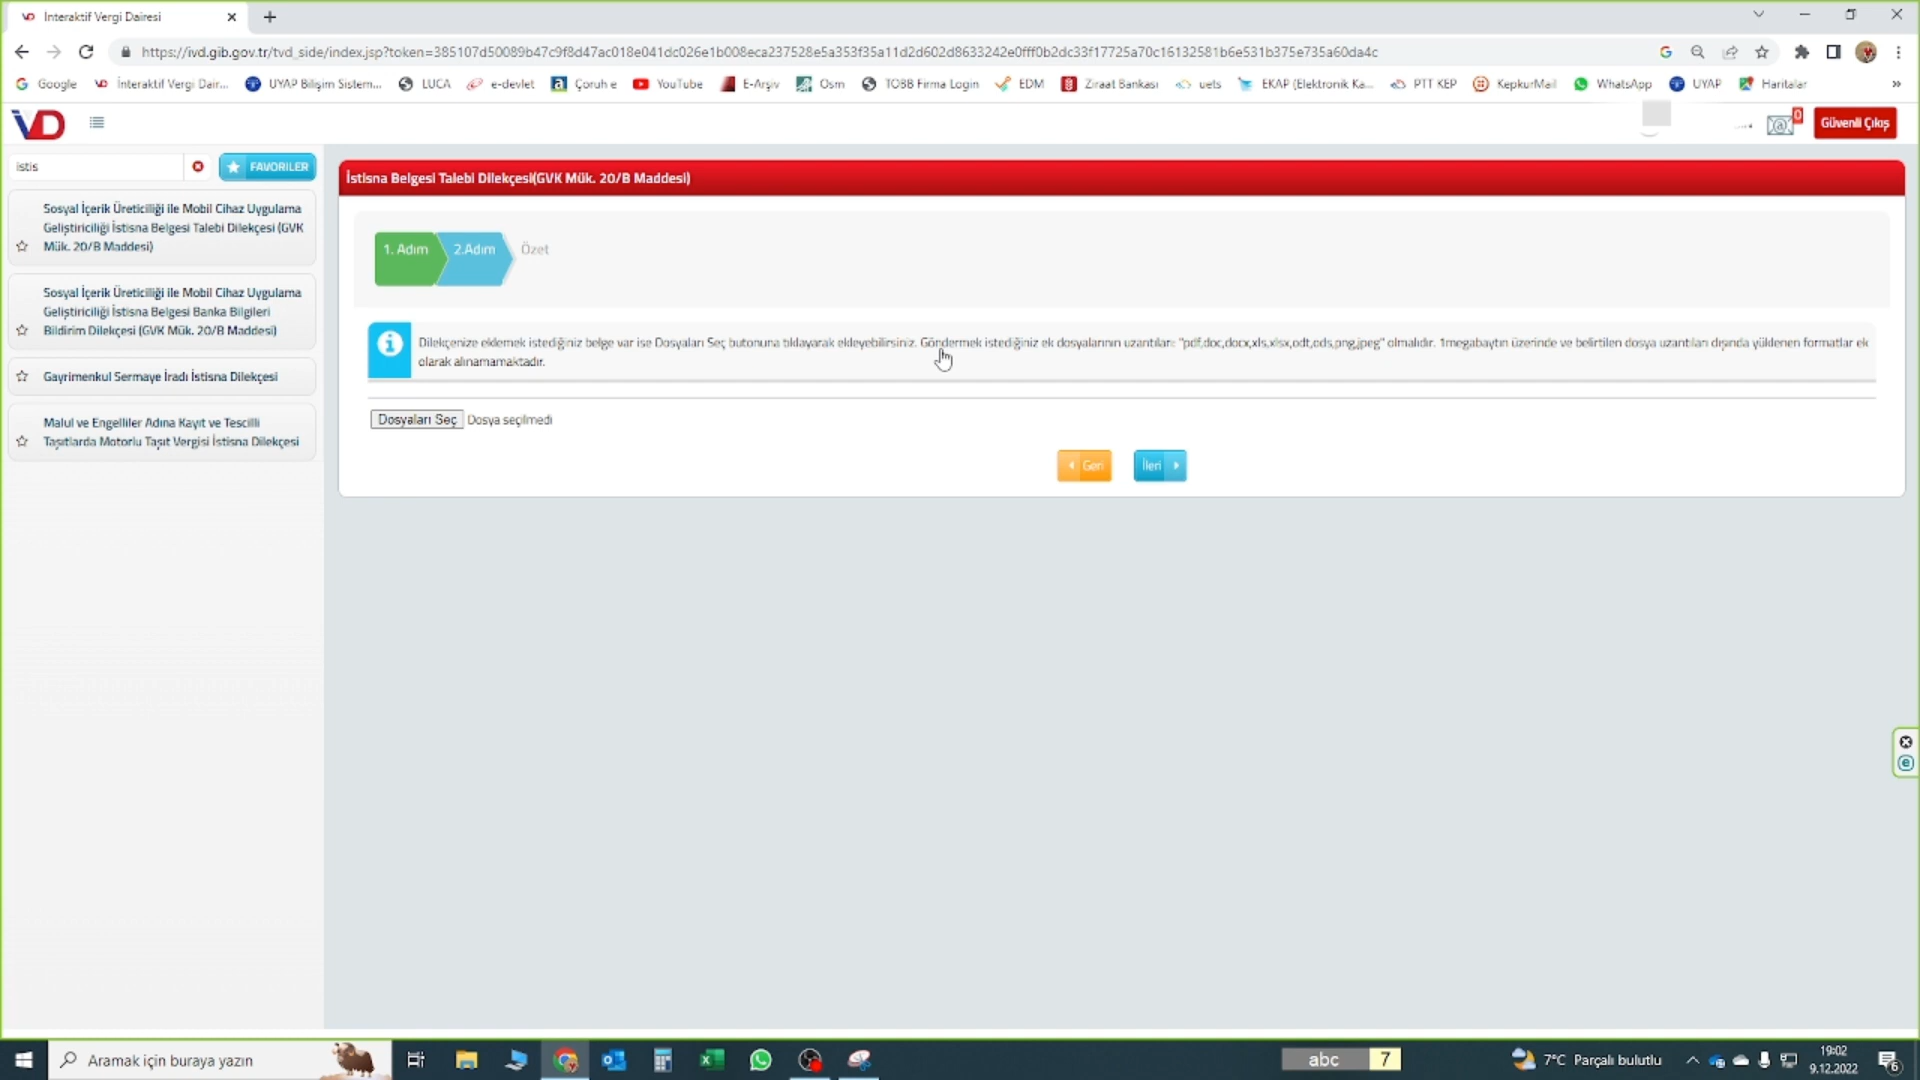 Interaktif Vergi Dairesi
https://ivd.gib.gov.tr/tvd_side/index.jsp?token=385107d50089b47c9f8d47ac018e041dc026e1b008eca237528e5a353f35a11d2d602d8633242e0fff0b2dc33f17725a70c16132581b6e531b375e735a60da4c
Google İnteraktif Vergi Dair... UYAP Bilişim Sistem... LUCA e-devlet Çoruh e YouTube E-Arşiv Osm TOBB Firma Login EDM Ziraat Bankası uets EKAP (Elektronik Ka... PTT KEP KepkurMail WhatsApp UYAP Haritalar »
VD
0
Güvenli Çıkış
istis
FAVORILER
Sosyal İçerik Üreticiliği ile Mobil Cihaz Uygulama
Geliştiriciliği İstisna Belgesi Talebi Dilekçesi (GVK
Mük. 20/B Maddesi)
Sosyal İçerik Üreticiliği ile Mobil Cihaz Uygulama
Geliştiriciliği İstisna Belgesi Banka Bilgileri
Bildirim Dilekçesi (GVK Mük. 20/B Maddesi)
Gayrimenkul Sermaye İradı İstisna Dilekçesi
Malul ve Engelliler Adına Kayıt ve Tescilli
Taşıtlarda Motorlu Taşıt Vergisi İstisna Dilekçesi
İstisna Belgesi Talebi Dilekçesi(GVK Mük. 20/B Maddesi)
1. Adım 2.Adım Özet
Dilekçenize eklemek istediğiniz belge var ise Dosyaları Seç butonuna tıklayarak ekleyebilirsiniz. Göndermek istediğiniz ek dosyalarının uzantıları: "pdf,doc,docx,xls,xlsx,odt,ods,png,jpeg" olmalıdır. 1megabaytın üzerinde ve belirtilen dosya uzantıları dışında yüklenen formatlar ek
olarak alınamamaktadır.
Dosyaları Seç Dosya seçilmedi
Geri İleri
Aramak için buraya yazın
abc 7
7°C Parçalı bulutlu
19:02
9.12.2022
6